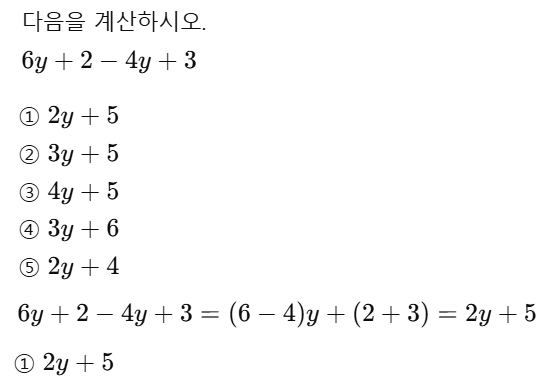 다음을 계산하시오.
6y + 2 − 4y + 3
① 2y + 5
② 3y + 5
③ 4y + 5
④ 3y + 6
⑤ 2y + 4
6y + 2 − 4y + 3 = (6 − 4)y + (2 + 3) = 2y + 5
① 2y + 5